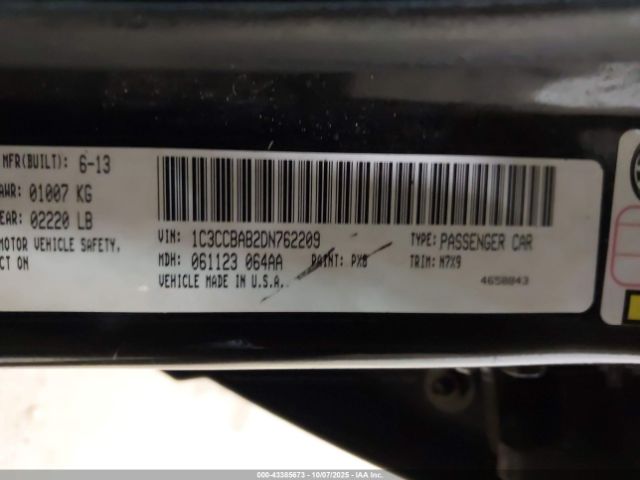 MFR(BUILT): 6-13
AWR: 01007 KG
EAR: 02220 LB
MOTOR VEHICLE SAFETY,
CT ON
VIN: 1C3CCBAB2DN762209
TYPE: PASSENGER CAR
MDH: 061123 064AA
PAINT: PX8
TRIM: M7X9
VEHICLE MADE IN U.S.A.
4658843
000-43385673 - 10/07/2025 - IAA Inc.